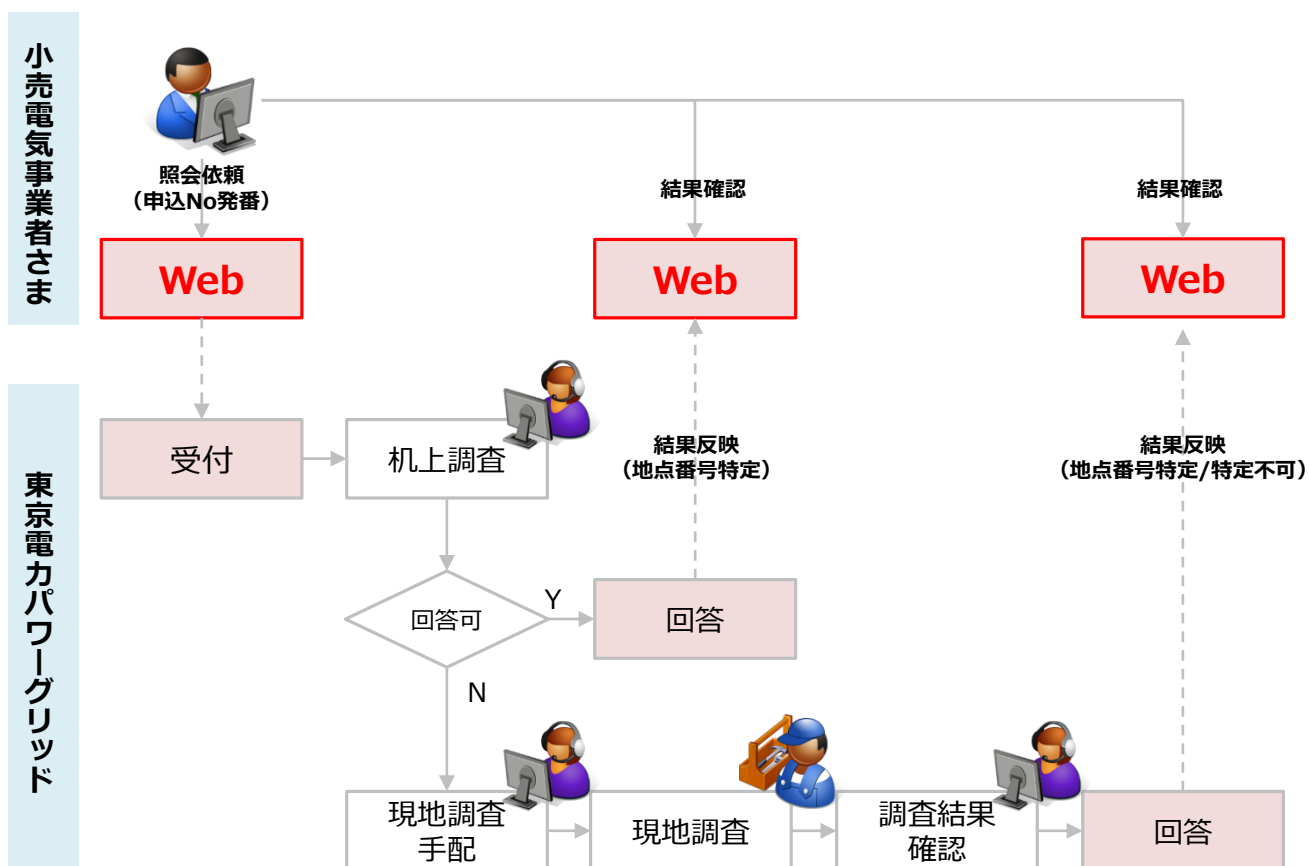 小売電気事業者さま
照会依頼
（申込No発番）
結果確認
結果確認
Web
Web
Web
東京電力パワーグリッド
受付
机上調査
結果反映
（地点番号特定）
結果反映
（地点番号特定/特定不可）
回答可
Y
回答
N
現地調査
手配
現地調査
調査結果
確認
回答